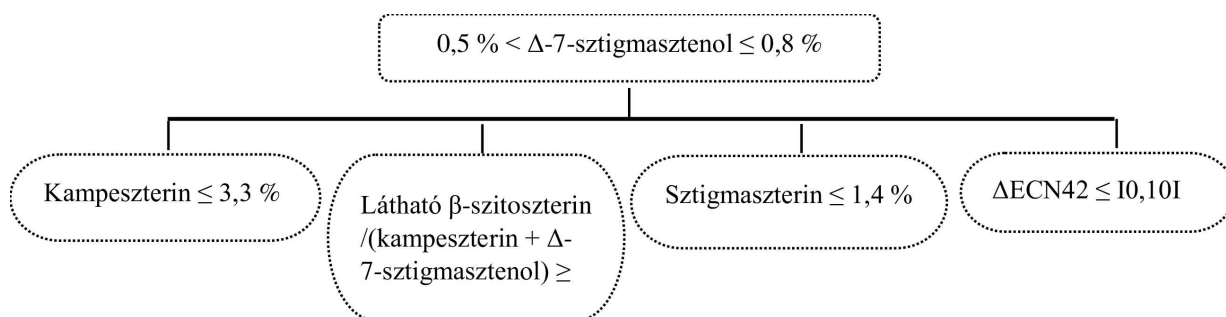 0,5 % < Δ-7-sztigmasztenol ≤ 0,8 %
Kampeszterin ≤ 3,3 %
Látható β-szitoszterin
/(kampeszterin + Δ-
7-sztigmasztenol) ≥
Sztigmaszterin ≤ 1,4 %
ΔECN42 ≤ I0,10I